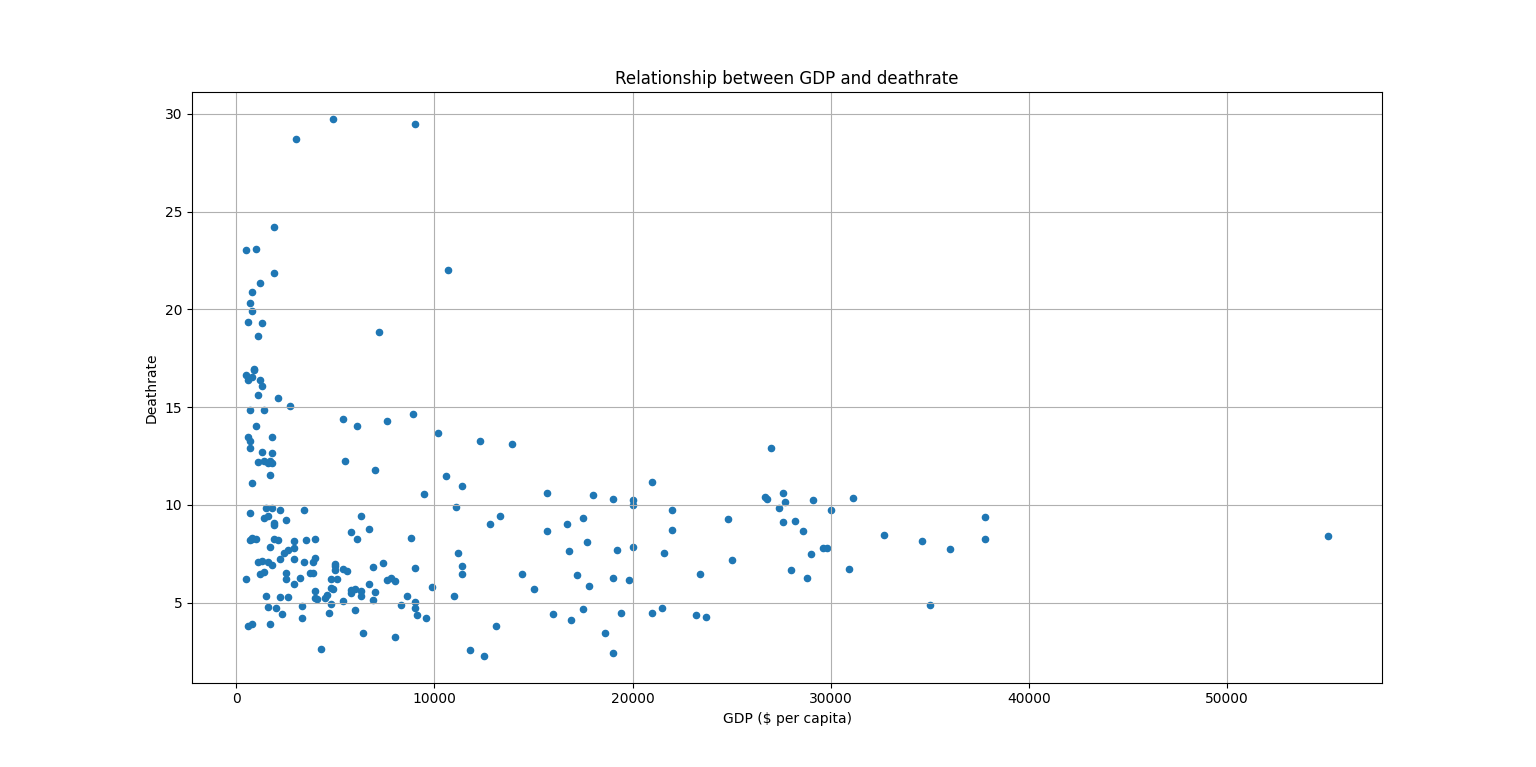 Relationship between GDP and deathrate
30
25
20
15
10
5
Deathrate
0 10000 20000 30000 40000 50000
GDP ($ per capita)